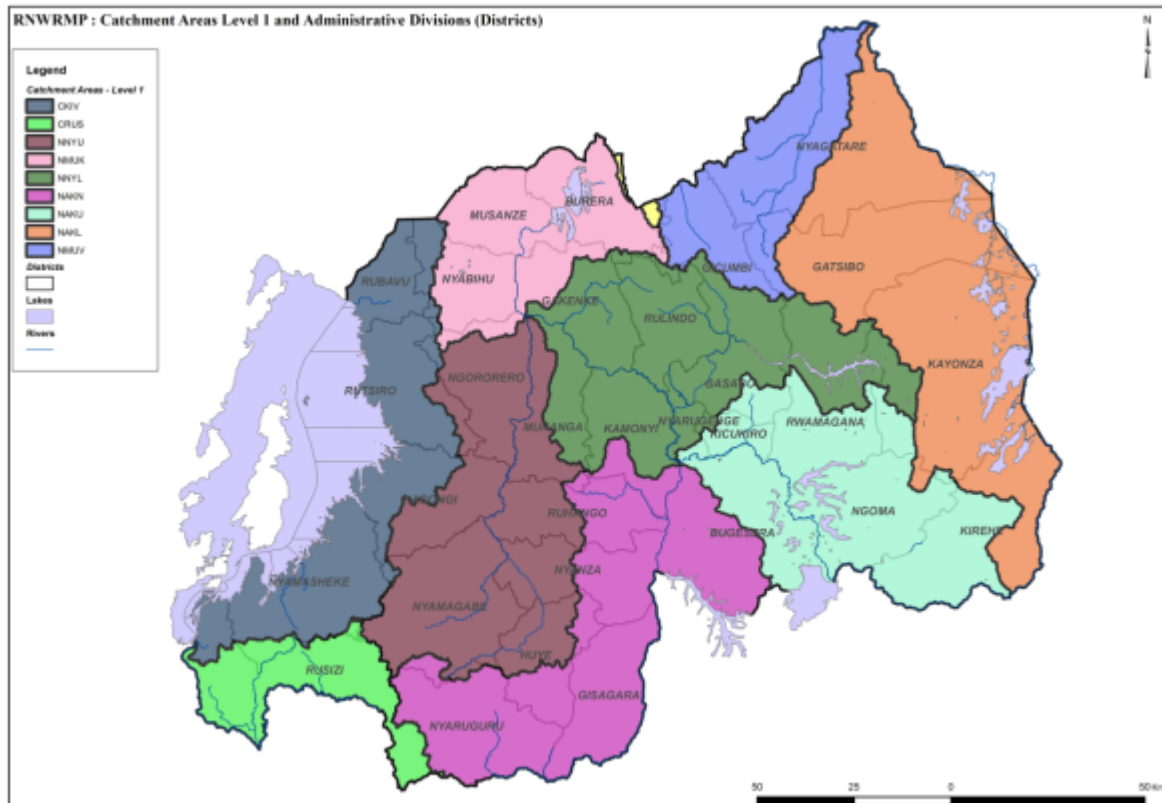 RNWRMP : Catchment Areas Level 1 and Administrative Divisions (Districts)
N
Legend
Catchment Areas - Level 1
CKIV
CRUS
NNYU
NMUK
NNYL
NAKN
NAKU
NAKL
NMUV
Districts
Lakes
Rivers
NYAGATARE
MUSANZE
BURERA
RUBAVU
NYABIHU
GICUMBI
GATSIBO
GAKENKE
RULINDO
KAYONZA
NGORORERO
RUTSIRO
GASABO
MUHANGA
KAMONYI
NYARUGENGE
KICUKIRO
RWAMAGANA
KARONGI
RUHANGO
BUGESERA
NGOMA
KIREHE
NYAMASHEKE
NYANZA
NYAMAGABE
HUYE
RUSIZI
GISAGARA
NYARUGURU
50 25 0 50 Km